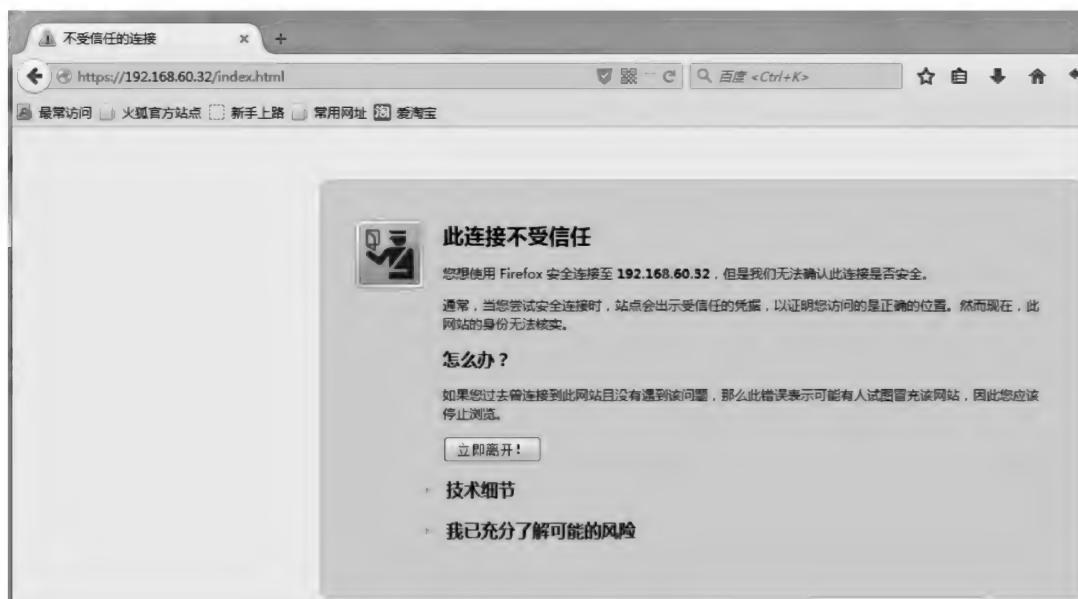 不受信任的连接 × +
https://192.168.60.32/index.html
百度 <Ctrl+K>
最常访问 火狐官方站点 新手上路 常用网址 淘 爱淘宝
此连接不受信任
您想使用 Firefox 安全连接至 192.168.60.32，但是我们无法确认此连接是否安全。
通常，当您尝试安全连接时，站点会出示受信任的凭据，以证明您访问的是正确的位置。然而现在，此
网站的身份无法核实。
怎么办？
如果您过去曾连接到此网站且没有遇到该问题，那么此错误表示可能有人试图冒充该网站，因此您应该
停止浏览。
立即离开！
技术细节
我已充分了解可能的风险